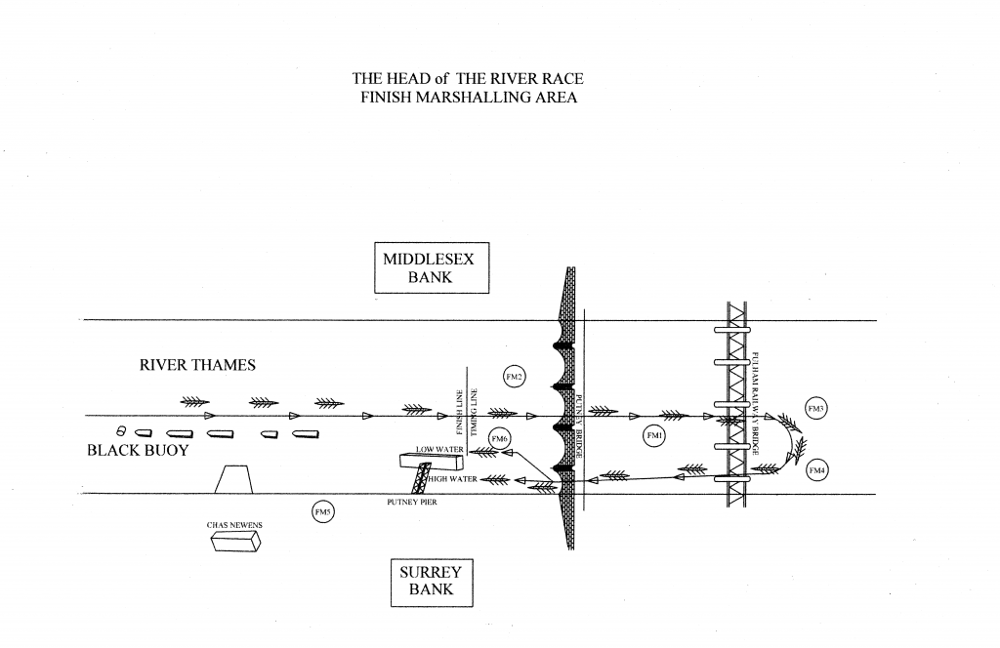 THE HEAD of THE RIVER RACE
FINISH MARSHALLING AREA
MIDDLESEX
BANK
RIVER THAMES
FM2
FINISH LINE
TIMING LINE
PUTNEY BRIDGE
FM1
FULHAM RAILWAY BRIDGE
FM3
FM6
BLACK BUOY
LOW WATER
HIGH WATER
FM4
PUTNEY PIER
FM5
CHAS NEWENS
SURREY
BANK